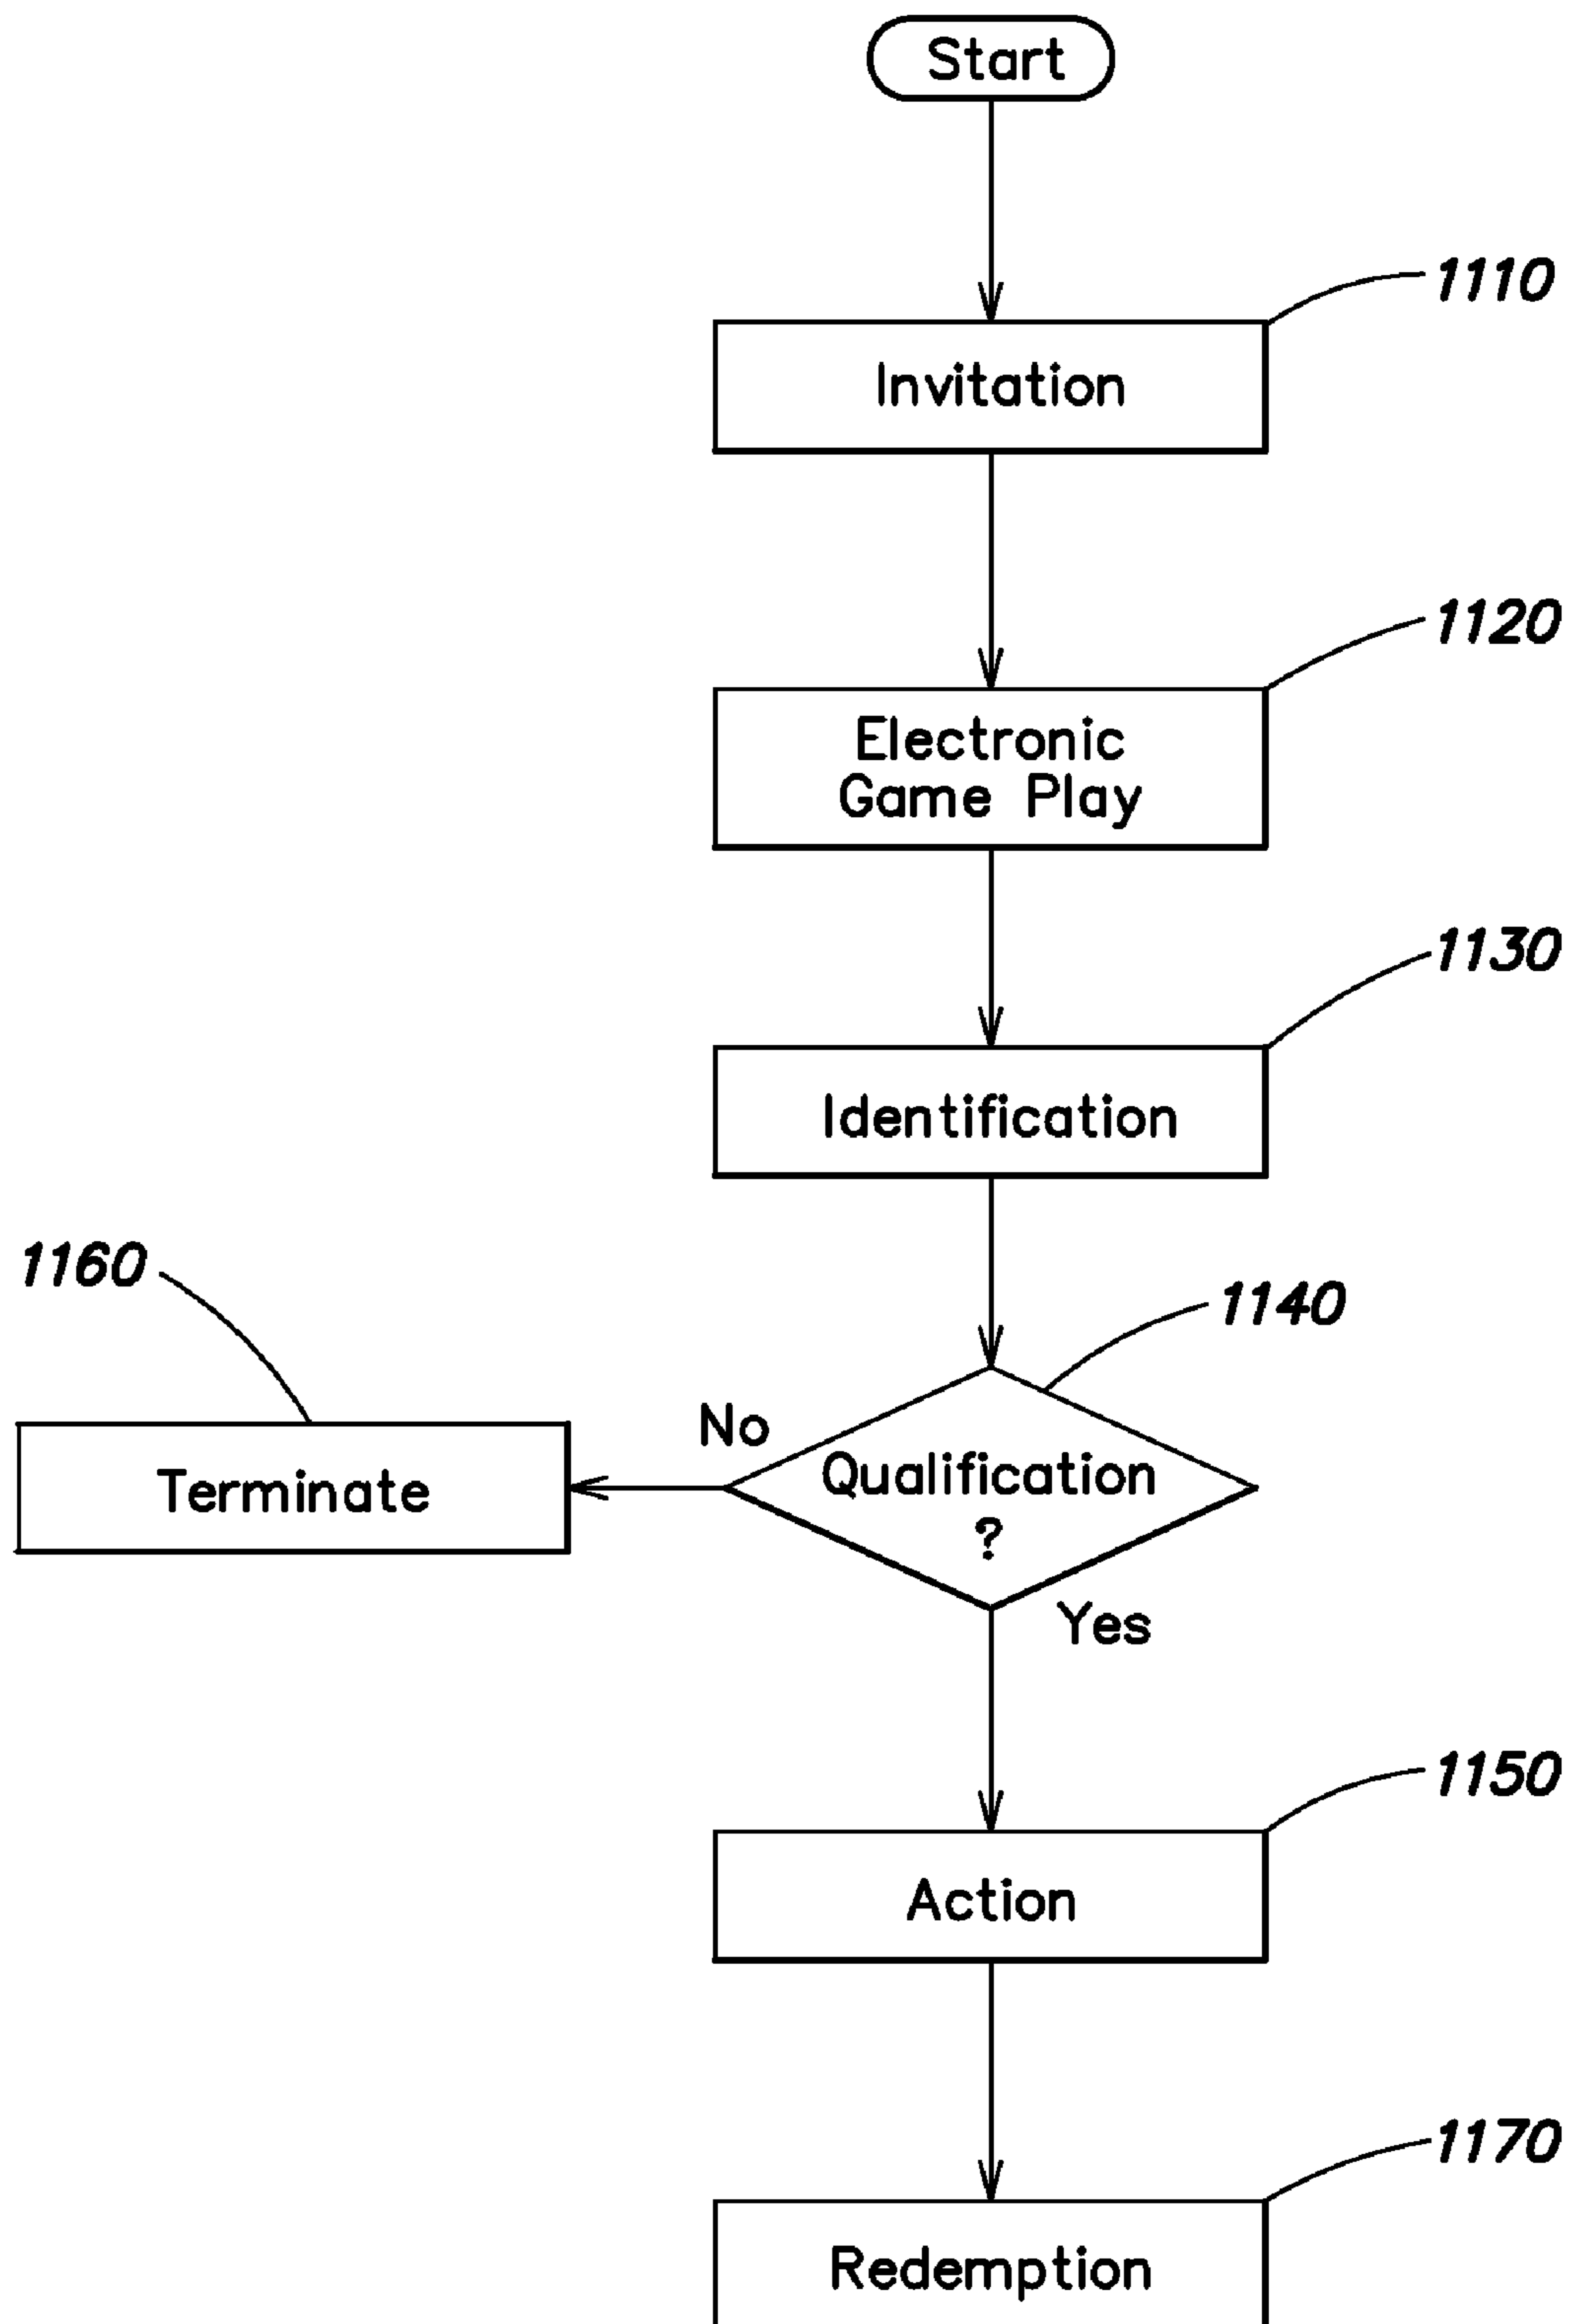 Start
1110
Invitation
1120
Electronic
Game Play
1130
Identification
1160
1140
No
Qualification
?
Terminate
Yes
1150
Action
1170
Redemption